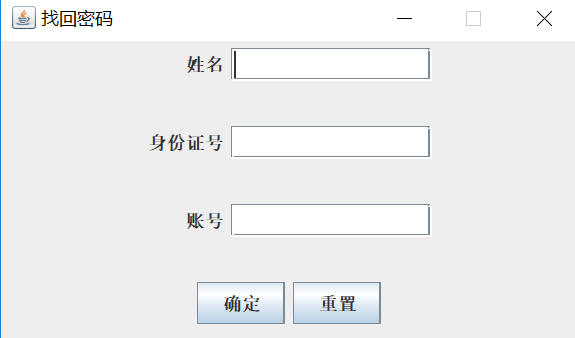 找回密码
姓名
身份证号
账号
确定 重置